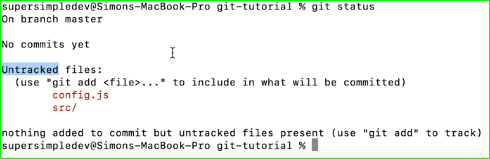 supersimpledev@Simons-MacBook-Pro git-tutorial % git status
On branch master
No commits yet
Untracked files:
(use "git add <file>..." to include in what will be committed)
config.js
src/
nothing added to commit but untracked files present (use "git add" to track)
supersimpledev@Simons-MacBook-Pro git-tutorial %